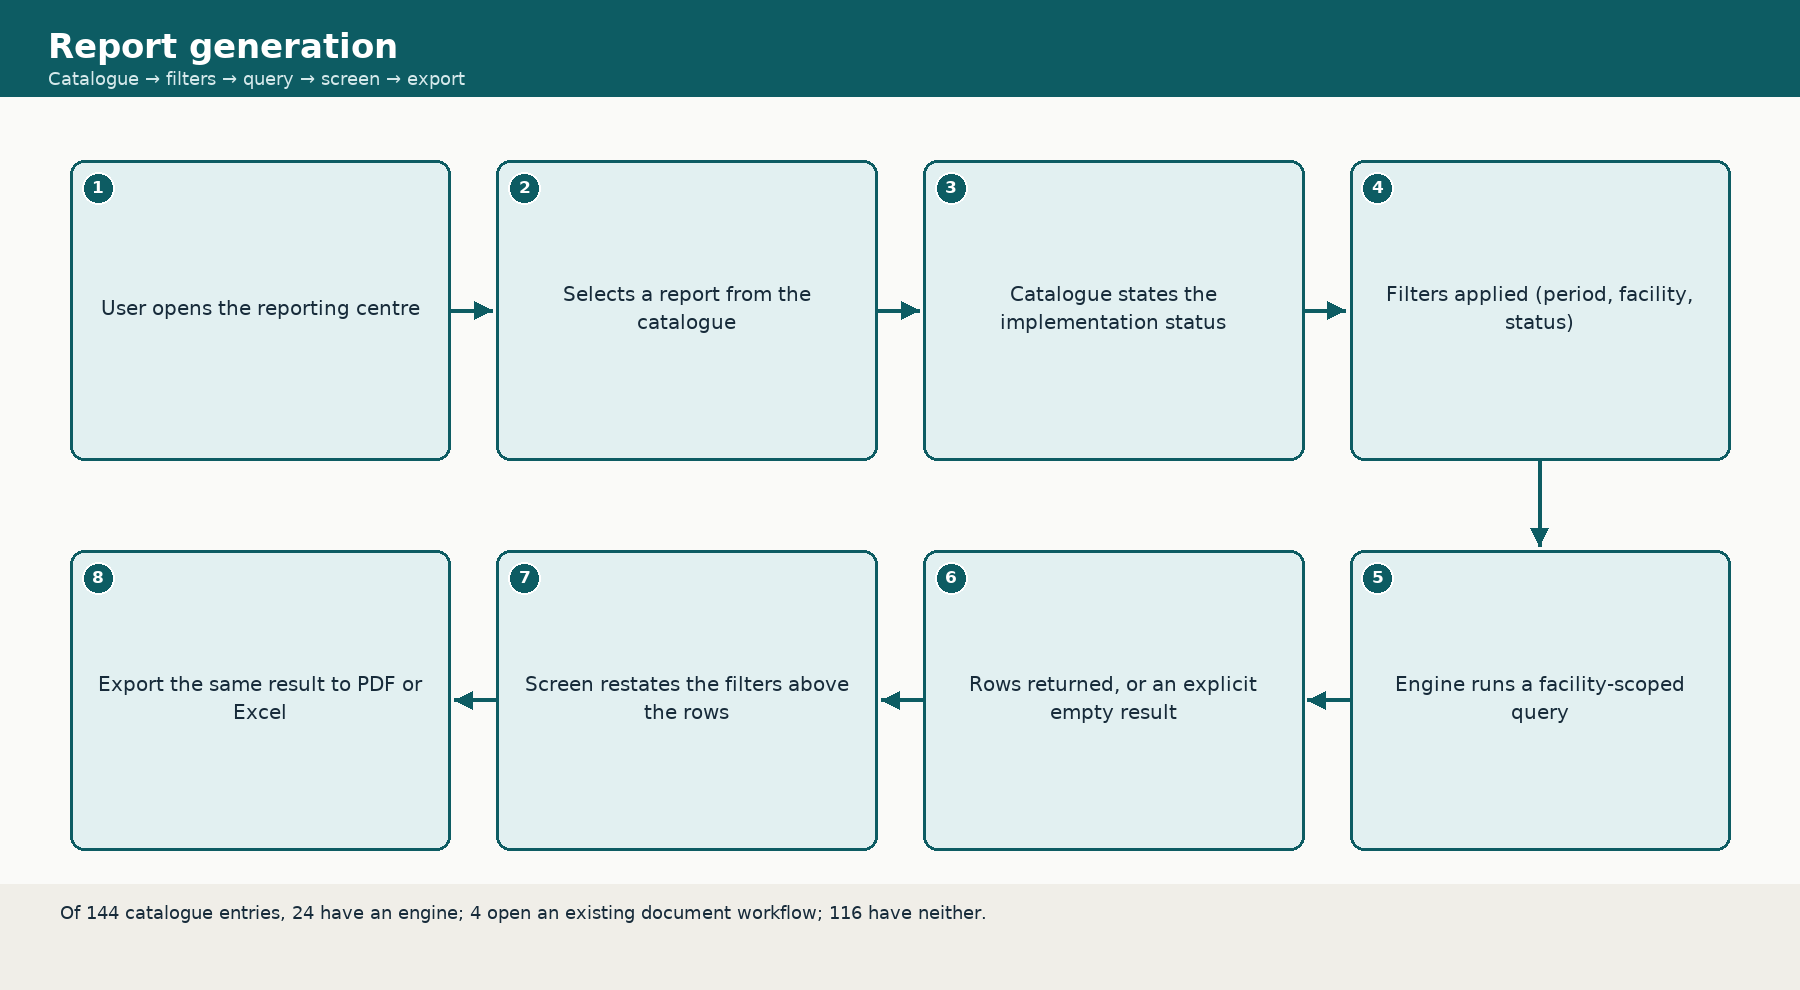 Report generation
Catalogue → filters → query → screen → export
1
User opens the reporting centre
2
Selects a report from the
catalogue
3
Catalogue states the
implementation status
4
Filters applied (period, facility,
status)
5
Engine runs a facility-scoped
query
6
Rows returned, or an explicit
empty result
7
Screen restates the filters above
the rows
8
Export the same result to PDF or
Excel
Of 144 catalogue entries, 24 have an engine; 4 open an existing document workflow; 116 have neither.